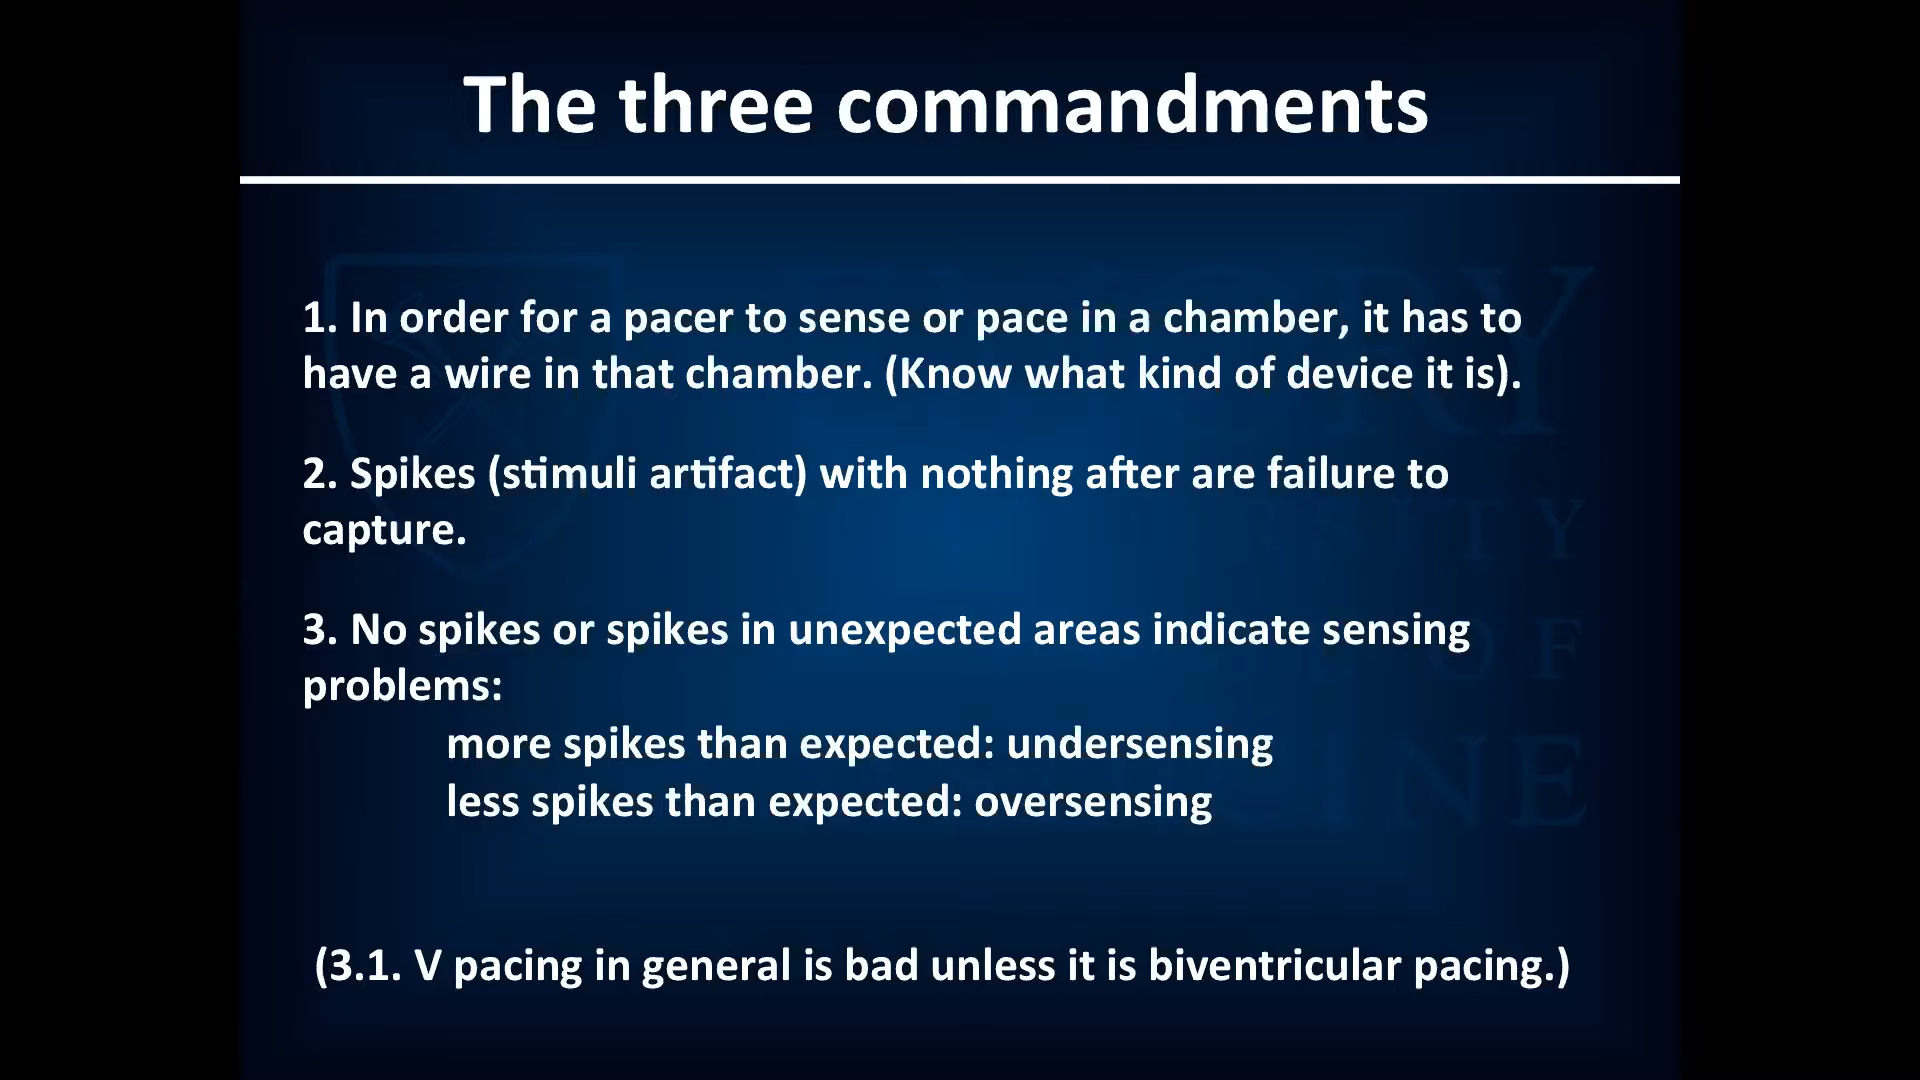 The three commandments
1. In order for a pacer to sense or pace in a chamber, it has to
have a wire in that chamber. (Know what kind of device it is).
2. Spikes (stimuli artifact) with nothing after are failure to
capture.
3. No spikes or spikes in unexpected areas indicate sensing
problems:
more spikes than expected: undersensing
less spikes than expected: oversensing
(3.1. V pacing in general is bad unless it is biventricular pacing.)